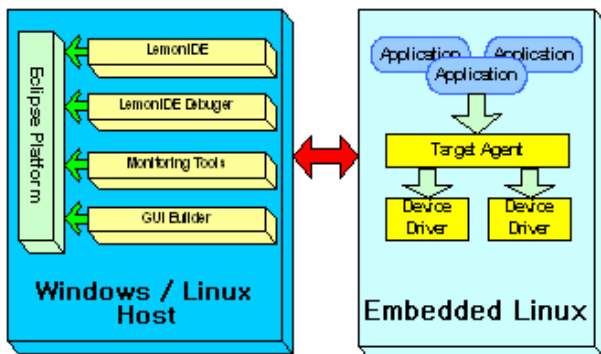 Eclipse Platform
LemonIDE
LemonIDE Debuger
Monitoring Tools
GUI Builder
Windows / Linux
Host
Application
Application
Application
Target Agent
Device
Driver
Device
Driver
Embedded Linux